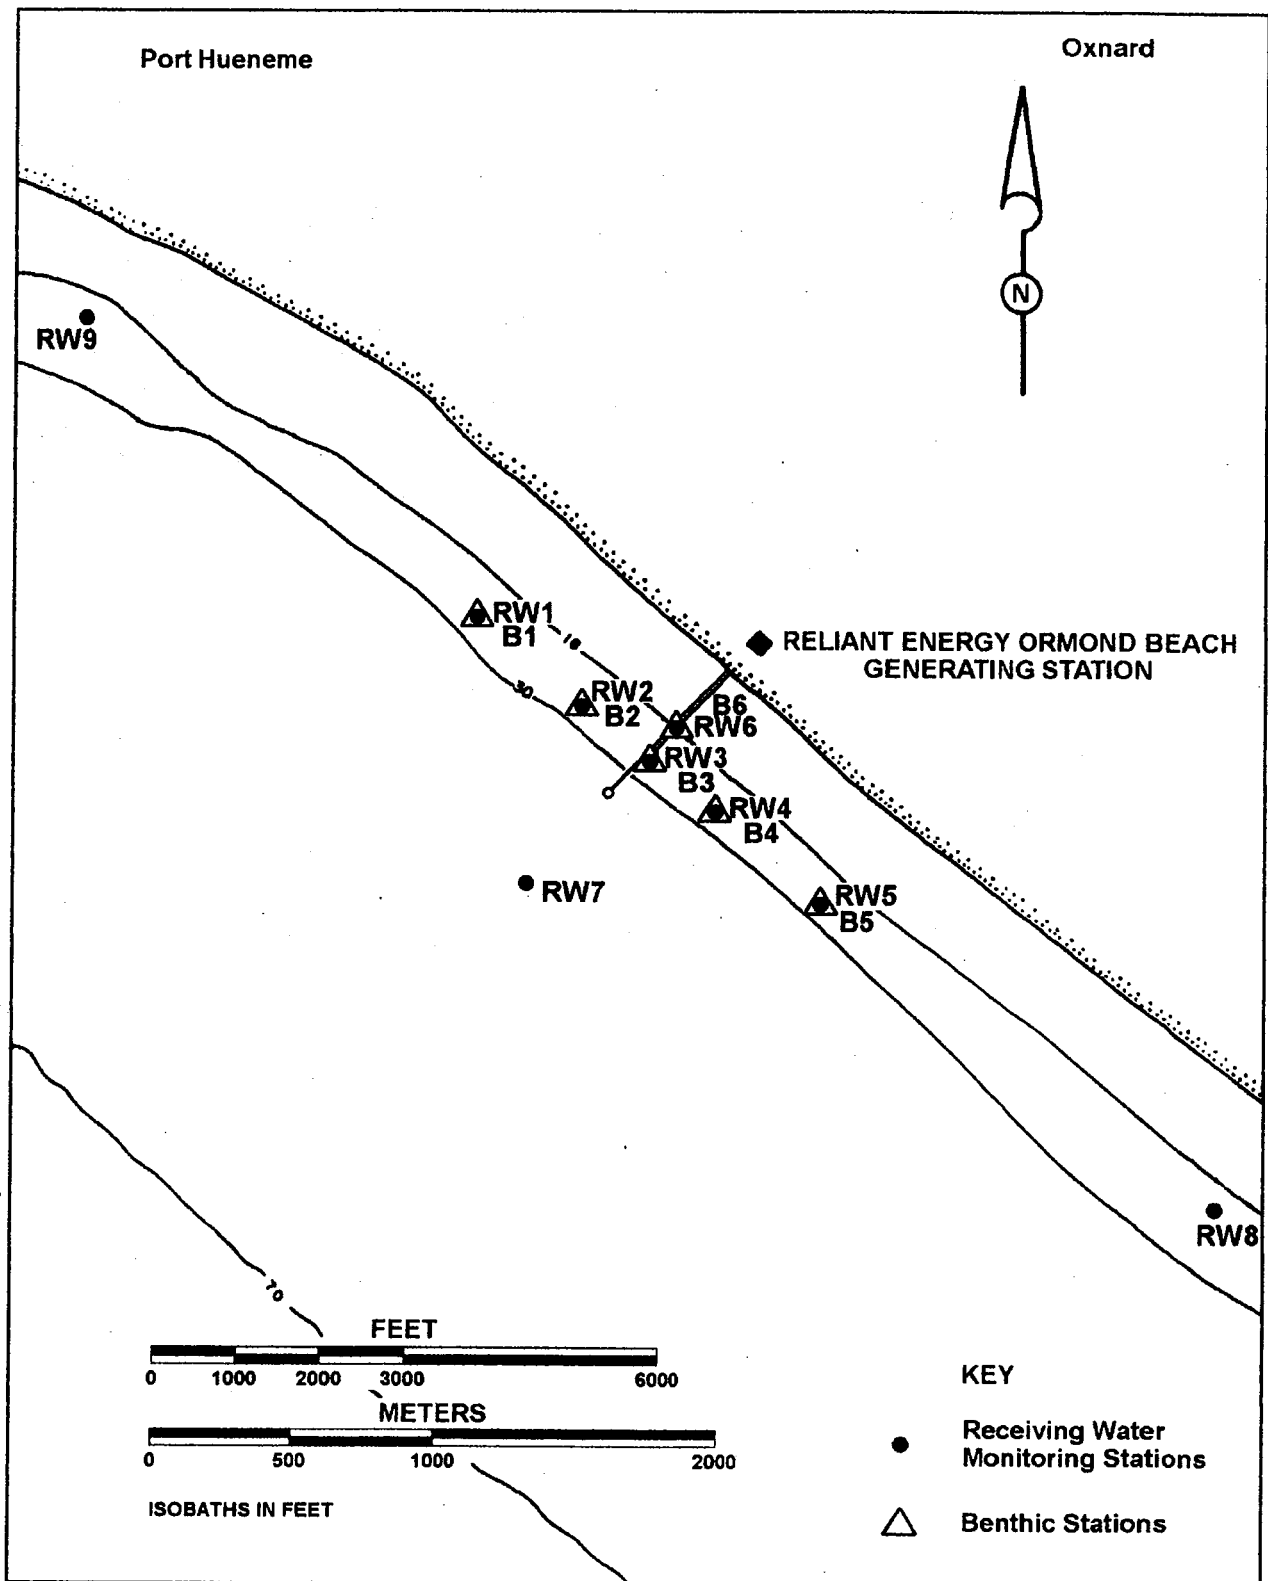 Port Hueneme
Oxnard
N
RW9
RW1
B1
18
30
RELIANT ENERGY ORMOND BEACH
GENERATING STATION
RW2
B2
B6
RW6
RW3
B3
RW4
B4
RW7
RW5
B5
RW8
70
FEET
0 1000 2000 3000 6000
METERS
0 500 1000 2000
ISOBATHS IN FEET
KEY
Receiving Water
Monitoring Stations
Benthic Stations